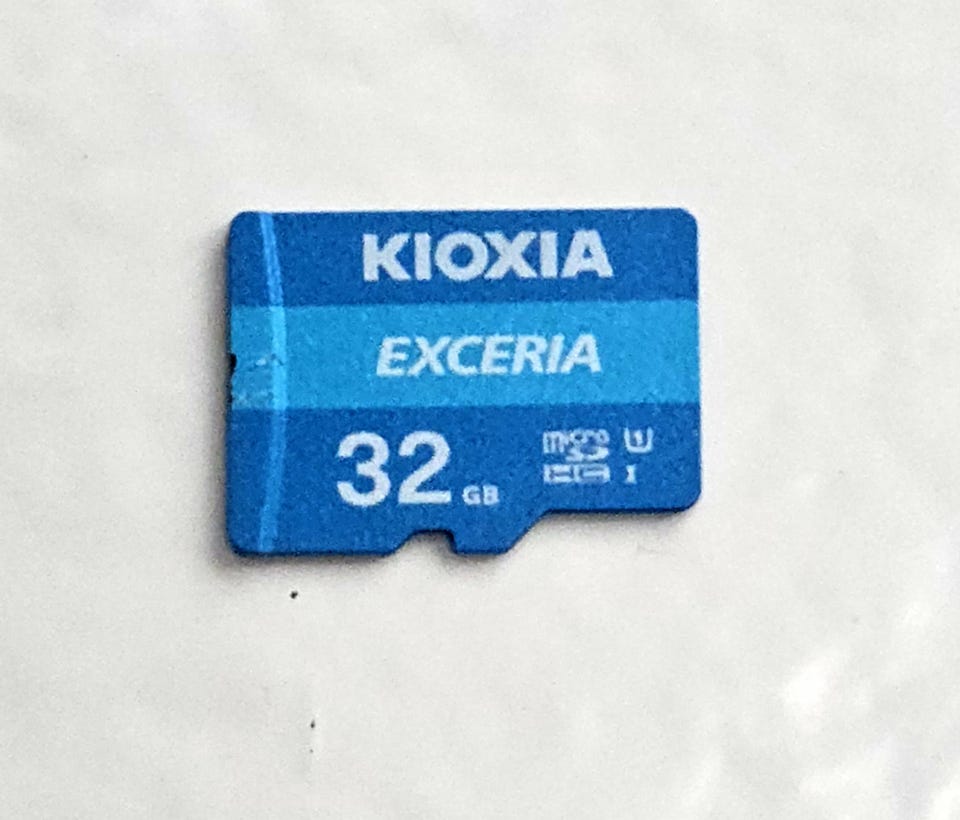 KIOXIA
EXCERIA
32 GB
micro U1
SD
HC I